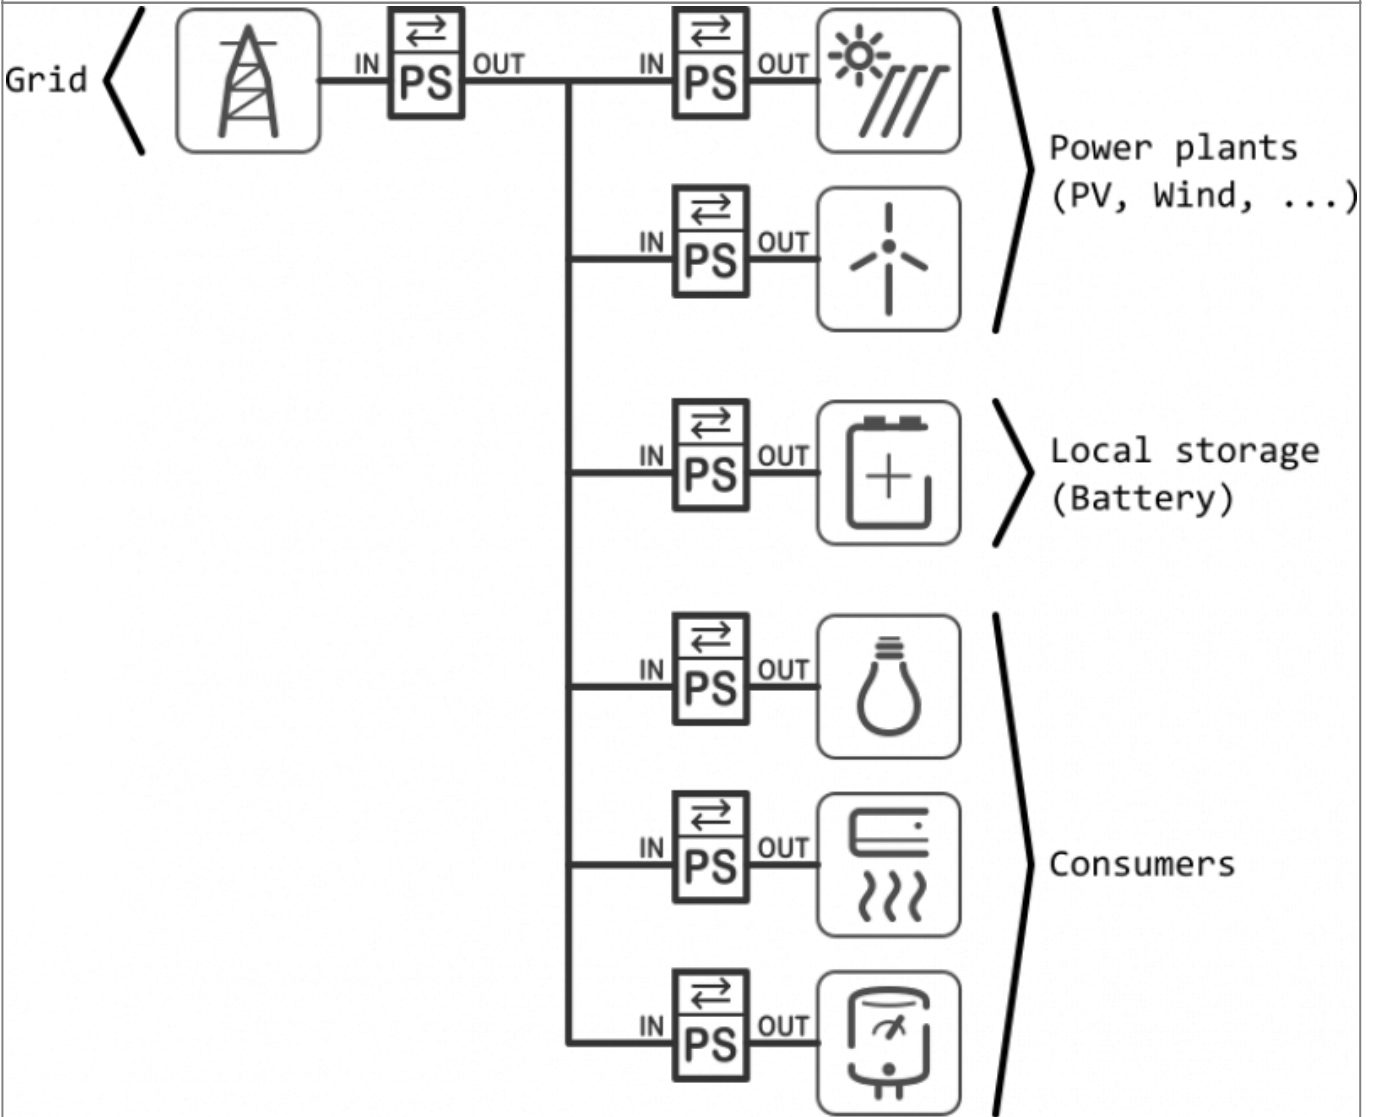 Grid
IN PS OUT
IN PS OUT
Power plants
(PV, Wind, ...)
IN PS OUT
IN PS OUT
Local storage
(Battery)
IN PS OUT
IN PS OUT
Consumers
IN PS OUT